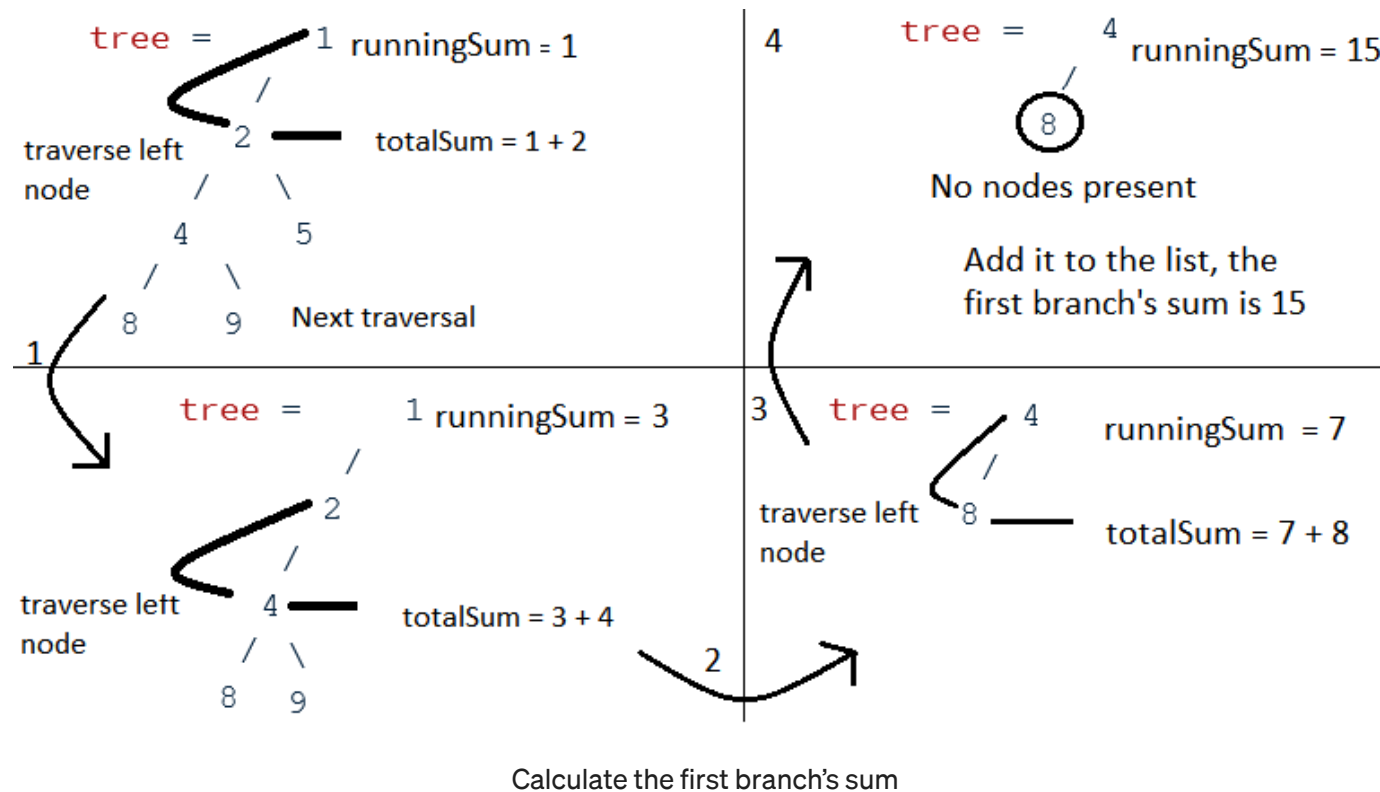 tree = 1 runningSum = 1
/
2 totalSum = 1 + 2
traverse left
node
/ \
4 5
/ \
8 9 Next traversal
1
tree = 1 runningSum = 3
/
2
/
traverse left
node
4 totalSum = 3 + 4
/ \
8 9
2
3
tree = 4 runningSum = 7
/
traverse left
node
8 totalSum = 7 + 8
4
tree = 4 runningSum = 15
/
8
No nodes present
Add it to the list, the
first branch's sum is 15
Calculate the first branch’s sum